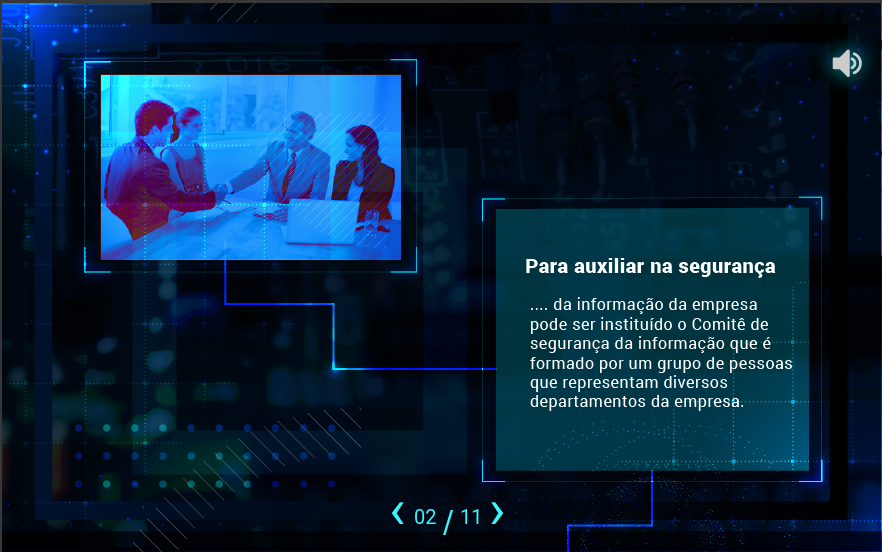 D16
Para auxiliar na segurança
.... da informação da empresa
pode ser instituído o Comitê de
segurança da informação que é
formado por um grupo de pessoas
que representam diversos
departamentos da empresa.
02 / 11